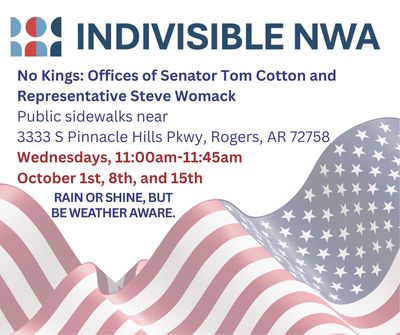 INDIVISIBLE NWA
No Kings: Offices of Senator Tom Cotton and
Representative Steve Womack
Public sidewalks near
3333 S Pinnacle Hills Pkwy, Rogers, AR 72758
Wednesdays, 11:00am-11:45am
October 1st, 8th, and 15th
RAIN OR SHINE, BUT
BE WEATHER AWARE.